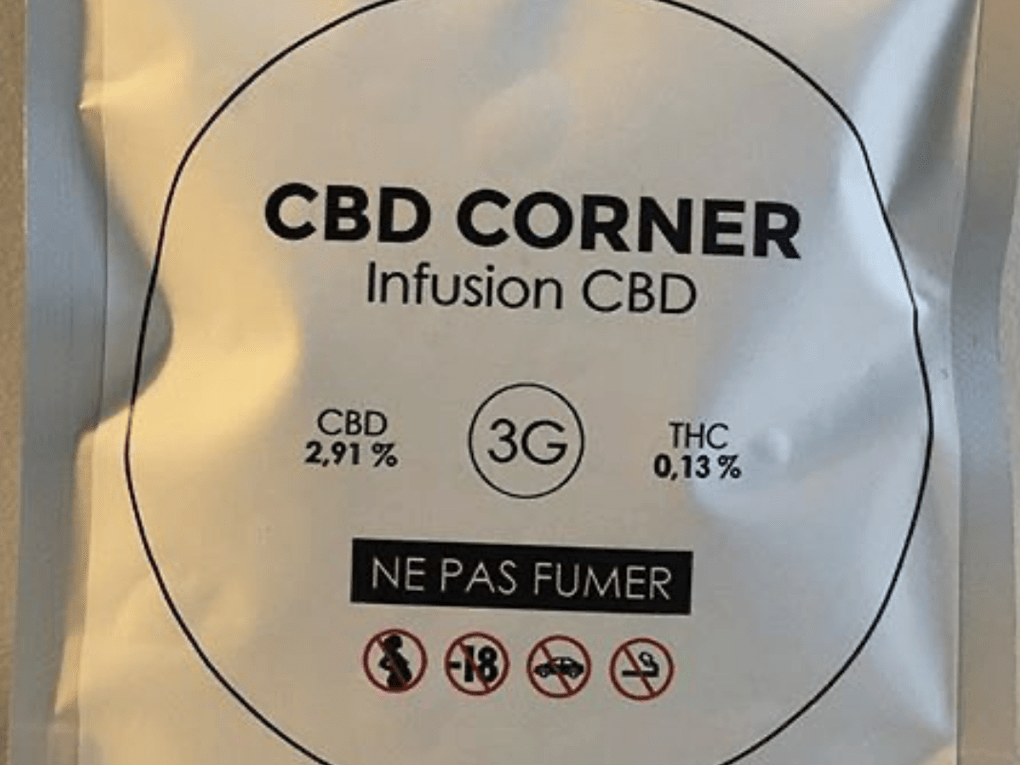 CBD CORNER
Infusion CBD
CBD
2,91 %
3G
THC
0,13 %
NE PAS FUMER
-18